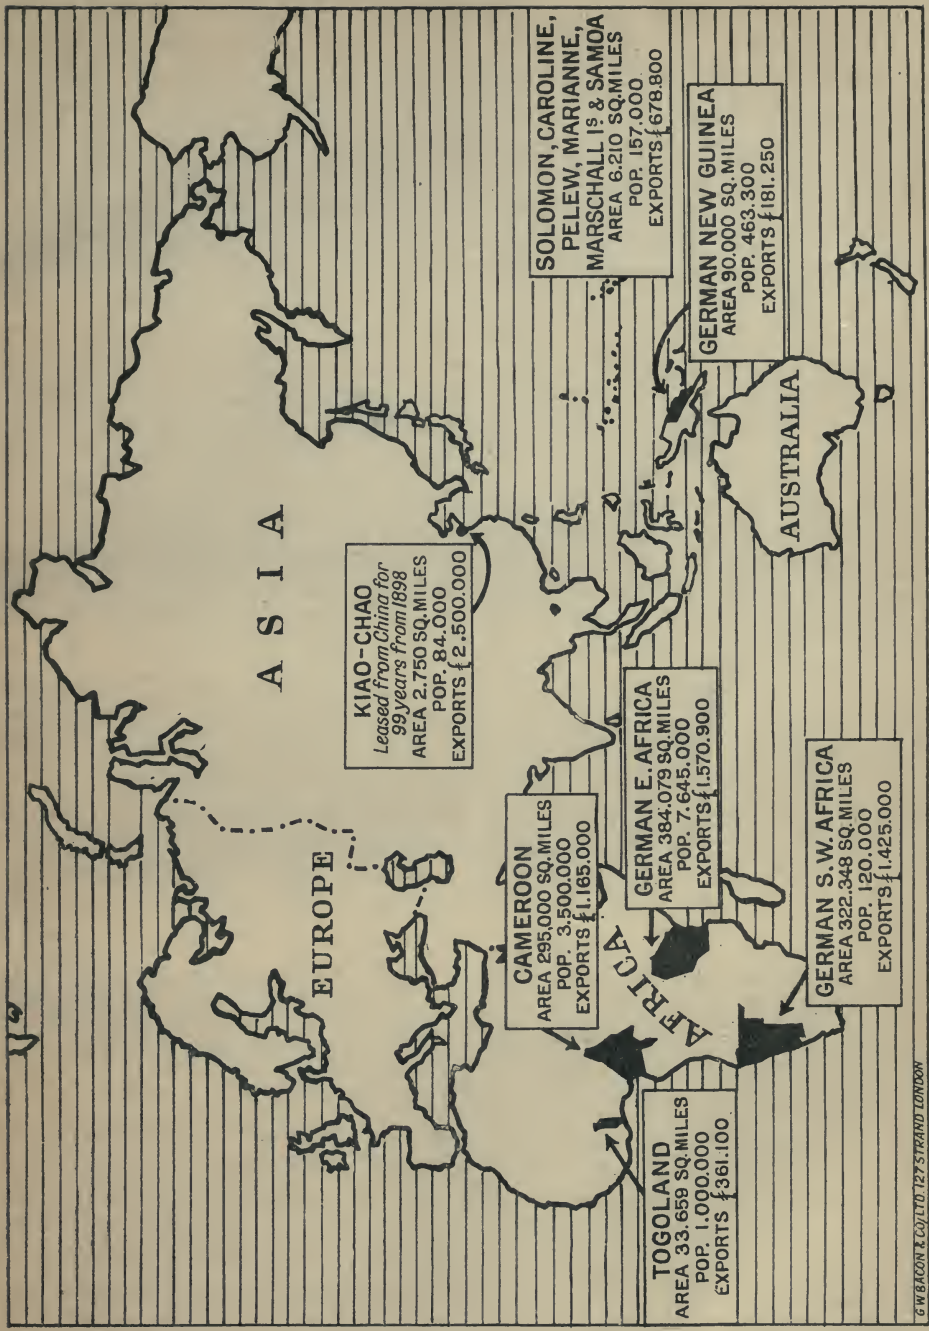 ASIA
EUROPE
AFRICA
AUSTRALIA
SOLOMON, CAROLINE,
PELEW, MARIANNE,
MARSCHALL Is & SAMOA
AREA 6.210 SQ.MILES
POP. 157.000
EXPORTS £678.800
GERMAN NEW GUINEA
AREA 90.000 SQ.MILES
POP. 463.300
EXPORTS £181.250
KIAO-CHAO
Leased from China for
99 years from 1898
AREA 2.750 SQ.MILES
POP. 84.000
EXPORTS £2.500.000
CAMEROON
AREA 295.000 SQ.MILES
POP. 3.500.000
EXPORTS £1.165.000
GERMAN E. AFRICA
AREA 384.079 SQ.MILES
POP. 7.645.000
EXPORTS £1.570.900
GERMAN S.W. AFRICA
AREA 322.348 SQ.MILES
POP. 120.000
EXPORTS £1.425.000
TOGOLAND
AREA 33.659 SQ.MILES
POP. 1.000.000
EXPORTS £361.100
G W BACON & CO, LTD. 127 STRAND LONDON